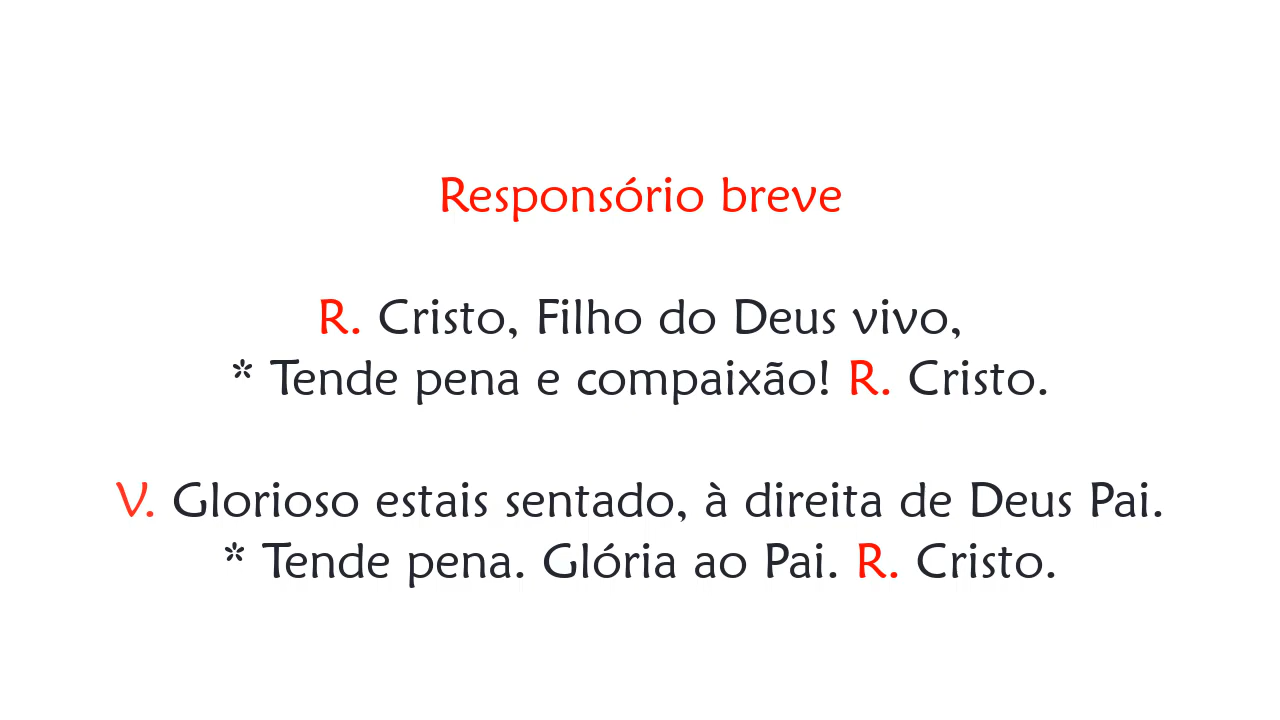 Responsório breve
R. Cristo, Filho do Deus vivo,
* Tende pena e compaixão! R. Cristo.
V. Glorioso estais sentado, à direita de Deus Pai.
* Tende pena. Glória ao Pai. R. Cristo.